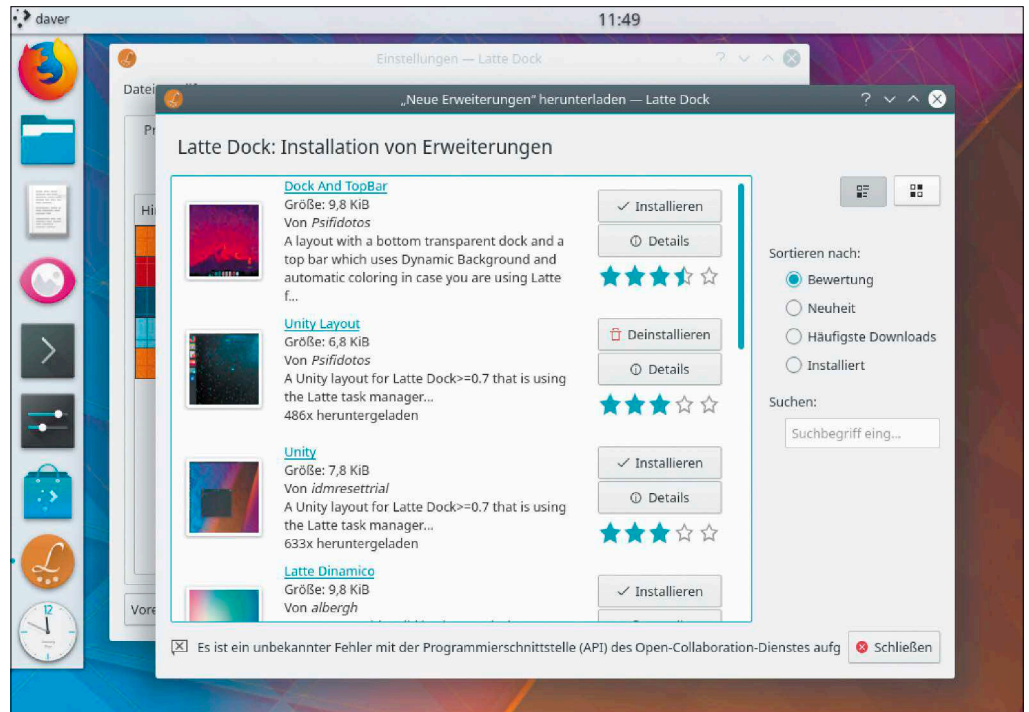 daver
11:49
Einstellungen — Latte Dock
Datei
„Neue Erweiterungen“ herunterladen — Latte Dock
Pr
Latte Dock: Installation von Erweiterungen
Hi
Dock And TopBar
Größe: 9,8 KiB
Von Psifidotos
A layout with a bottom transparent dock and a
top bar which uses Dynamic Background and
automatic coloring in case you are using Latte
f...
Installieren
Details
Unity Layout
Größe: 6,8 KiB
Von Psifidotos
A Unity layout for Latte Dock>=0.7 that is using
the Latte task manager...
486x heruntergeladen
Deinstallieren
Details
Unity
Größe: 7,8 KiB
Von idmresettrial
A Unity layout for Latte Dock>=0.7 that is using
the Latte task manager...
633x heruntergeladen
Installieren
Details
Latte Dinamico
Größe: 9,8 KiB
Von albergh
Installieren
Sortieren nach:
Bewertung
Neuheit
Häufigste Downloads
Installiert
Suchen:
Suchbegriff eing...
Vore
Es ist ein unbekannter Fehler mit der Programmierschnittstelle (API) des Open-Collaboration-Dienstes aufg
Schließen
12